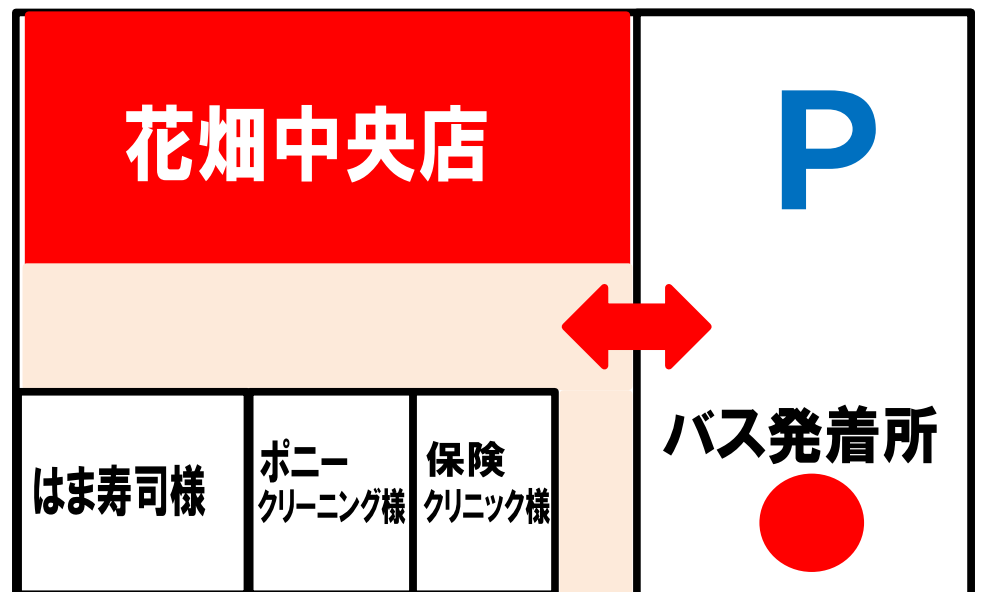 花畑中央店
P
バス発着所
はま寿司様
ポニー
クリーニング様
保険
クリニック様